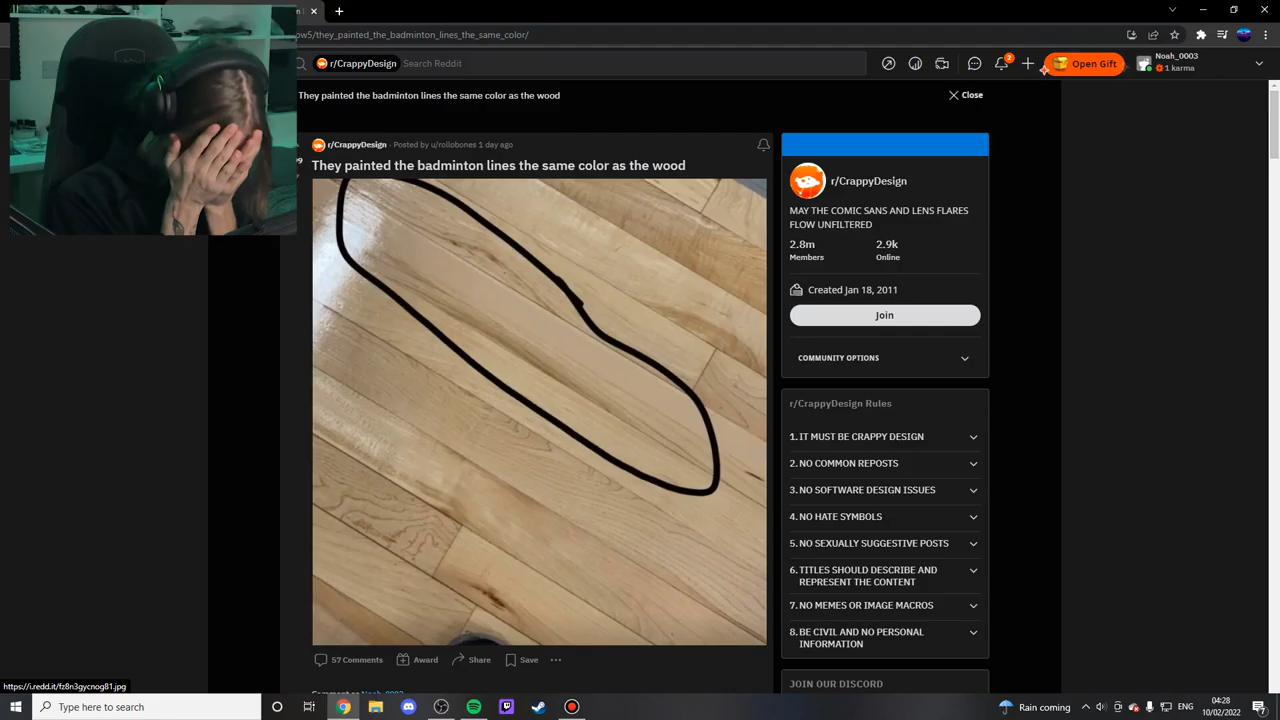 n
ow5/they_painted_the_badminton_lines_the_same_color_as_the_wood/
r/CrappyDesign Search Reddit
2
Open Gift
Noah_0003
1 karma
They painted the badminton lines the same color as the wood
Close
r/CrappyDesign · Posted by u/rollobones 1 day ago
They painted the badminton lines the same color as the wood
57 Comments Award Share Save
r/CrappyDesign
MAY THE COMIC SANS AND LENS FLARES
FLOW UNFILTERED
2.8m 2.9k
Members Online
Created Jan 18, 2011
Join
COMMUNITY OPTIONS
r/CrappyDesign Rules
1. IT MUST BE CRAPPY DESIGN
2. NO COMMON REPOSTS
3. NO SOFTWARE DESIGN ISSUES
4. NO HATE SYMBOLS
5. NO SEXUALLY SUGGESTIVE POSTS
6. TITLES SHOULD DESCRIBE AND
REPRESENT THE CONTENT
7. NO MEMES OR IMAGE MACROS
8. BE CIVIL AND NO PERSONAL
INFORMATION
JOIN OUR DISCORD
https://i.redd.it/fz8n3gycnog81.jpg
Type here to search
Rain coming
ENG
04:28
10/02/2022